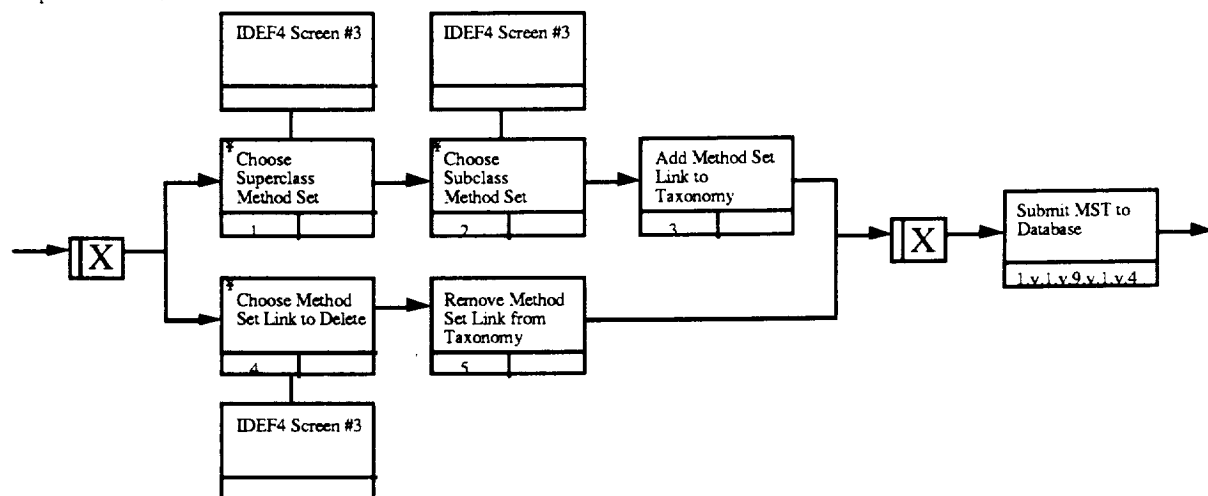 IDEF4 Screen #3
IDEF4 Screen #3
¥
Choose
Superclass
Method Set
1
¥
Choose
Subclass
Method Set
2
Add Method Set
Link to
Taxonomy
3
X
X
Submit MST to
Database
1.v.1.v.9.v.1.v.4
¥
Choose Method
Set Link to Delete
4
Remove Method
Set Link from
Taxonomy
5
IDEF4 Screen #3